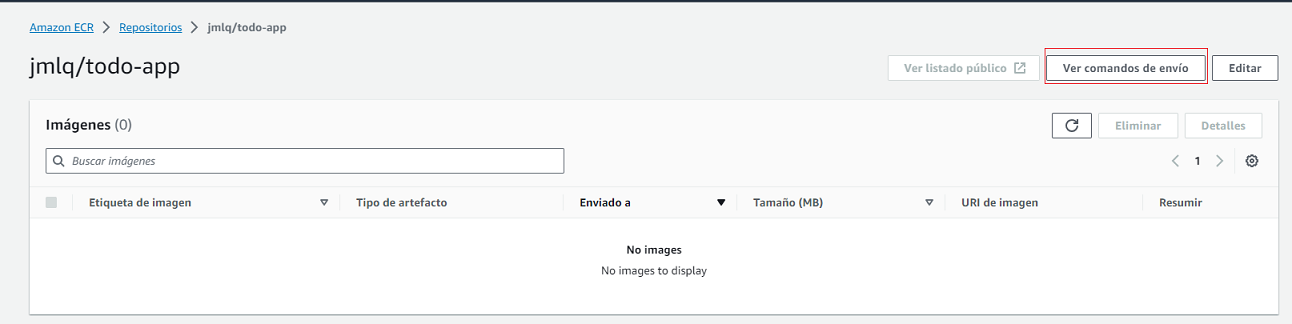 Amazon ECR > Repositorios > jmlq/todo-app
jmlq/todo-app
Ver listado público
Ver comandos de envío
Editar
Imágenes (0)
Eliminar
Detalles
Buscar imágenes
1
Etiqueta de imagen
Tipo de artefacto
Enviado a
Tamaño (MB)
URI de imagen
Resumir
No images
No images to display